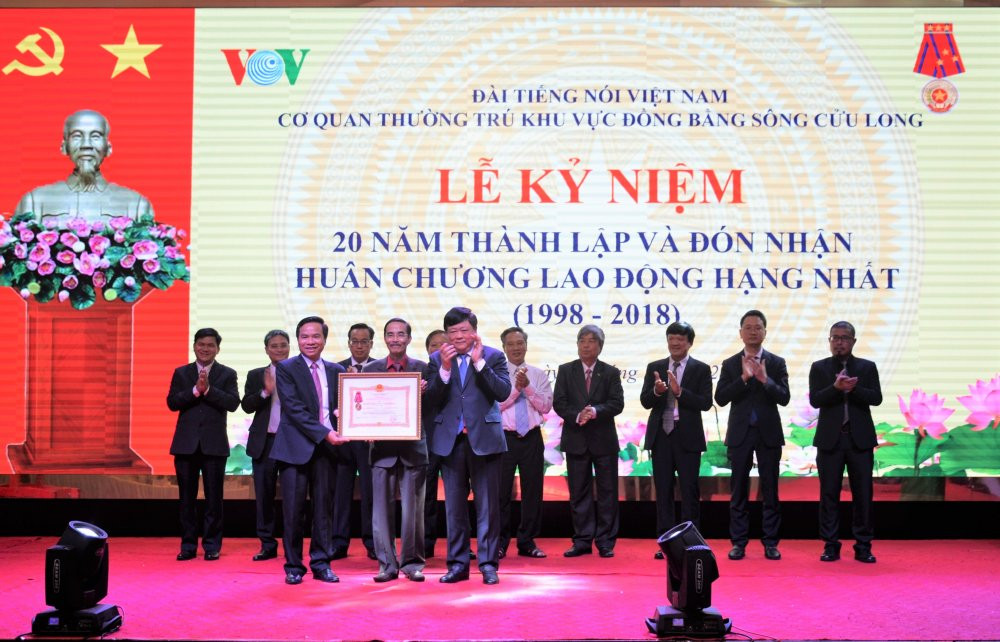 VOV
ĐÀI TIẾNG NÓI VIỆT NAM
CƠ QUAN THƯỜNG TRÚ KHU VỰC ĐỒNG BẰNG SÔNG CỬU LONG
LỄ KỶ NIỆM
20 NĂM THÀNH LẬP VÀ ĐÓN NHẬN
HUÂN CHƯƠNG LAO ĐỘNG HẠNG NHẤT
(1998 - 2018)